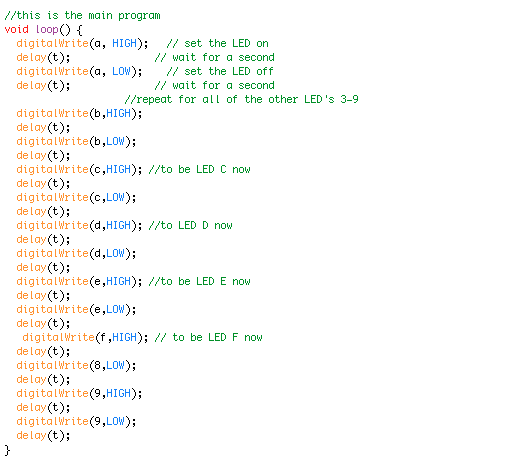 //this is the main program
void loop() {
  digitalWrite(a, HIGH);   // set the LED on
  delay(t);              // wait for a second
  digitalWrite(a, LOW);    // set the LED off
  delay(t);              // wait for a second
                    //repeat for all of the other LED's 3-9
  digitalWrite(b,HIGH);
  delay(t);
  digitalWrite(b,LOW);
  delay(t);
  digitalWrite(c,HIGH); //to be LED C now
  delay(t);
  digitalWrite(c,LOW);
  delay(t);
  digitalWrite(d,HIGH); //to LED D now
  delay(t);
  digitalWrite(d,LOW);
  delay(t);
  digitalWrite(e,HIGH); //to be LED E now
  delay(t);
  digitalWrite(e,LOW);
  delay(t);
   digitalWrite(f,HIGH); // to be LED F now
  delay(t);
  digitalWrite(8,LOW);
  delay(t);
  digitalWrite(9,HIGH);
  delay(t);
  digitalWrite(9,LOW);
  delay(t);
}